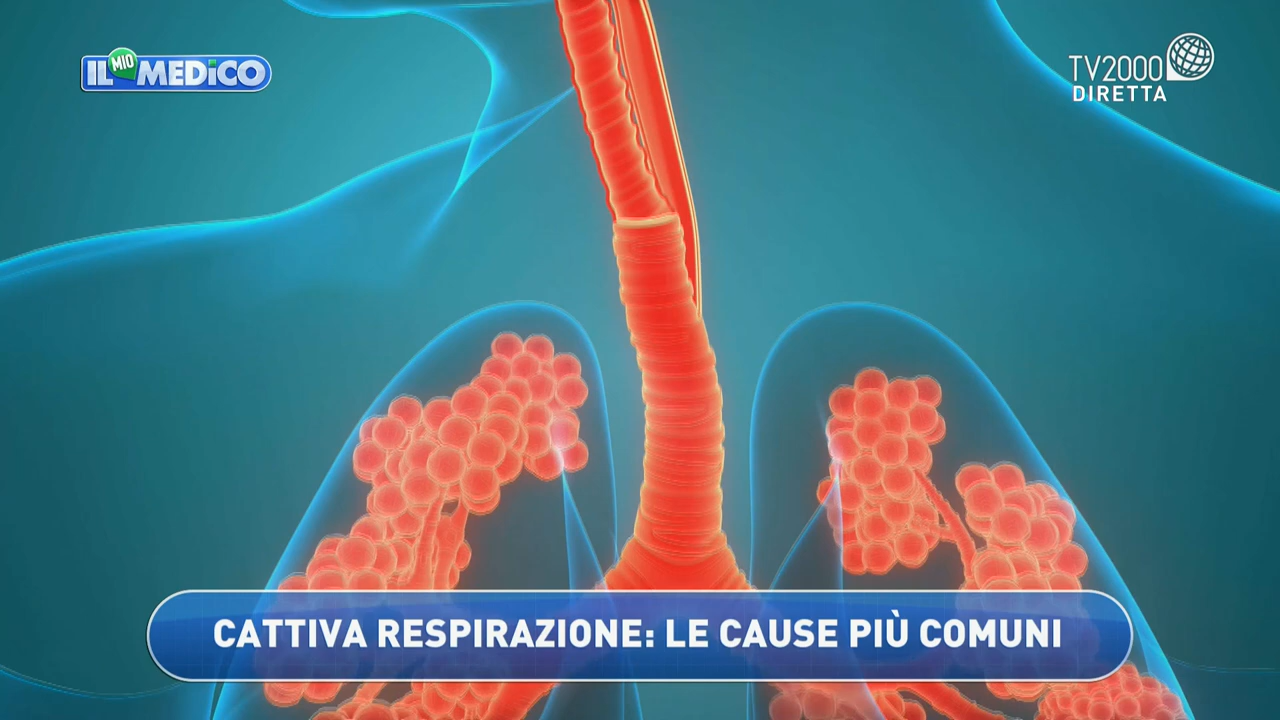 IL MIO MEDICO
TV2000
DIRETTA
CATTIVA RESPIRAZIONE: LE CAUSE PIÙ COMUNI